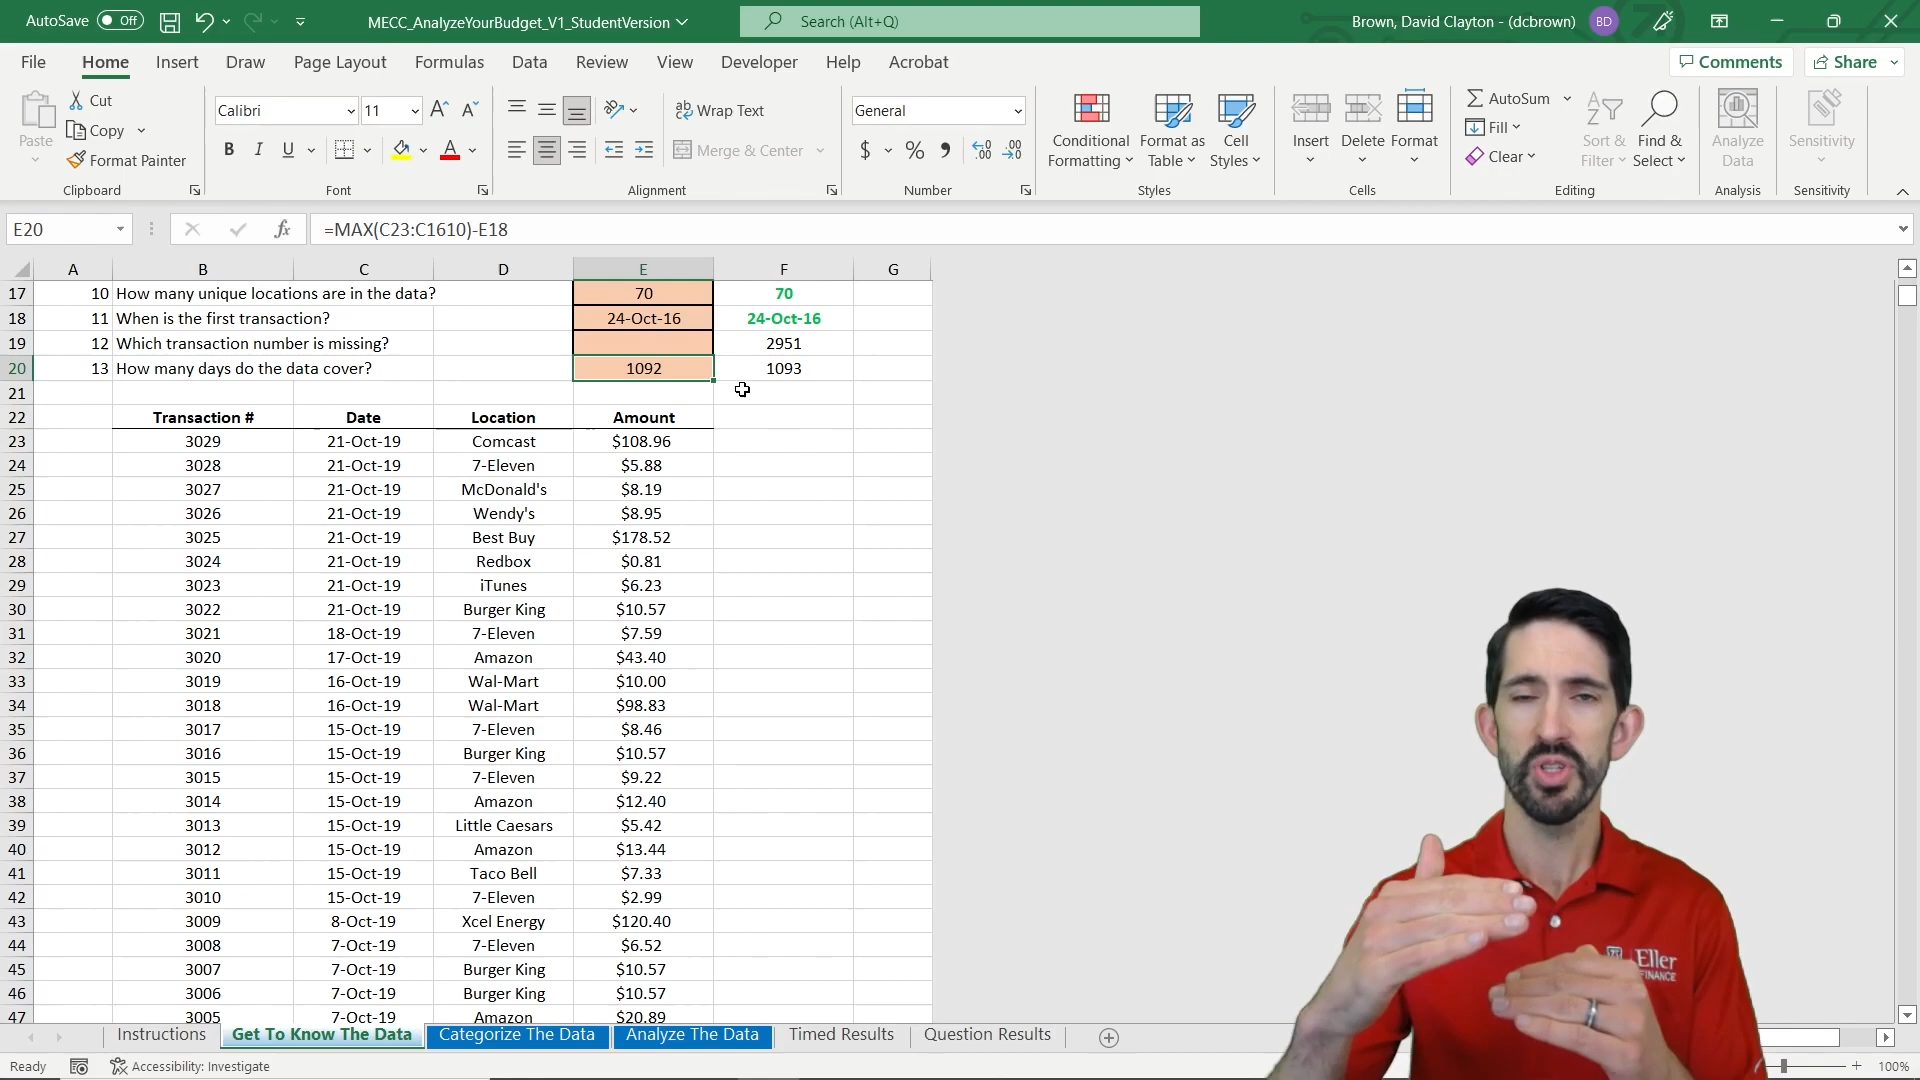 AutoSave Off MECC_AnalyzeYourBudget_V1_StudentVersion Search (Alt+Q) Brown, David Clayton - (dcbrown) BD
File Home Insert Draw Page Layout Formulas Data Review View Developer Help Acrobat Comments Share
Paste Cut Copy Format Painter Clipboard
Calibri 11 B I U Font
Wrap Text Merge & Center Alignment
General $ % Number
Conditional Formatting Format as Table Cell Styles Styles
Insert Delete Format Cells
AutoSum Fill Clear Sort & Filter Find & Select Editing
Analyze Data Analysis
Sensitivity Sensitivity
E20 fx =MAX(C23:C1610)-E18
A B C D E F G
17 10 How many unique locations are in the data? 70 70
18 11 When is the first transaction? 24-Oct-16 24-Oct-16
19 12 Which transaction number is missing? 2951
20 13 How many days do the data cover? 1092 1093
21
22 Transaction # Date Location Amount
23 3029 21-Oct-19 Comcast $108.96
24 3028 21-Oct-19 7-Eleven $5.88
25 3027 21-Oct-19 McDonald's $8.19
26 3026 21-Oct-19 Wendy's $8.95
27 3025 21-Oct-19 Best Buy $178.52
28 3024 21-Oct-19 Redbox $0.81
29 3023 21-Oct-19 iTunes $6.23
30 3022 21-Oct-19 Burger King $10.57
31 3021 18-Oct-19 7-Eleven $7.59
32 3020 17-Oct-19 Amazon $43.40
33 3019 16-Oct-19 Wal-Mart $10.00
34 3018 16-Oct-19 Wal-Mart $98.83
35 3017 15-Oct-19 7-Eleven $8.46
36 3016 15-Oct-19 Burger King $10.57
37 3015 15-Oct-19 7-Eleven $9.22
38 3014 15-Oct-19 Amazon $12.40
39 3013 15-Oct-19 Little Caesars $5.42
40 3012 15-Oct-19 Amazon $13.44
41 3011 15-Oct-19 Taco Bell $7.33
42 3010 15-Oct-19 7-Eleven $2.99
43 3009 8-Oct-19 Xcel Energy $120.40
44 3008 7-Oct-19 7-Eleven $6.52
45 3007 7-Oct-19 Burger King $10.57
46 3006 7-Oct-19 Burger King $10.57
47 3005 7-Oct-19 Amazon $20.89
Eller
FINANCE
Instructions Get To Know The Data Categorize The Data Analyze The Data Timed Results Question Results
Ready Accessibility: Investigate 100%